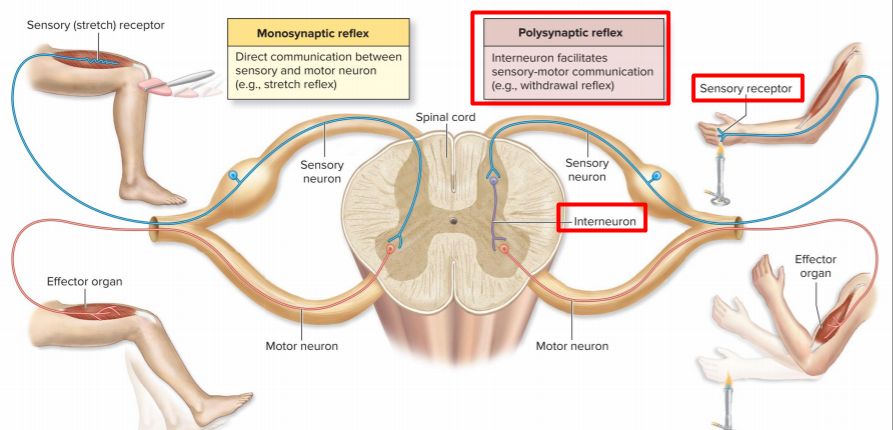 Sensory (stretch) receptor
Monosynaptic reflex
Direct communication between
sensory and motor neuron
(e.g., stretch reflex)
Polysynaptic reflex
Interneuron facilitates
sensory-motor communication
(e.g., withdrawal reflex)
Sensory receptor
Spinal cord
Sensory
neuron
Sensory
neuron
Interneuron
Effector organ
Effector
organ
Motor neuron
Motor neuron